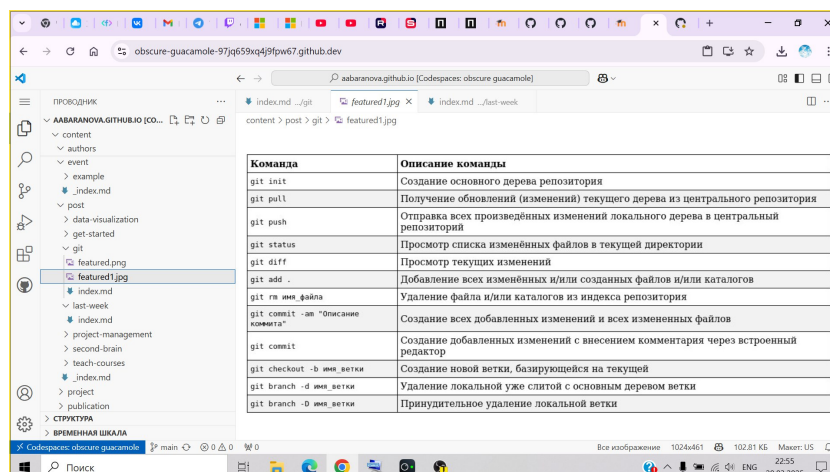 obscure-guacamole-97jq659xq4j9fpw67.github.dev
aabaranova.github.io [Codespaces: obscure guacamole]
ПРОВОДНИК
AABARANOVA.GITHUB.IO [CO...
content
authors
event
example
_index.md
post
data-visualization
get-started
git
featured.png
featured1.jpg
index.md
last-week
index.md
project-management
second-brain
teach-courses
_index.md
project
publication
СТРУКТУРА
ВРЕМЕННАЯ ШКАЛА
index.md .../git
featured1.jpg
index.md .../last-week
content > post > git > featured1.jpg
Команда Описание команды
git init Создание основного дерева репозитория
git pull Получение обновлений (изменений) текущего дерева из центрального репозитория
git push Отправка всех произведённых изменений локального дерева в центральный
репозиторий
git status Просмотр списка изменённых файлов в текущей директории
git diff Просмотр текущих изменений
git add . Добавление всех изменённых и/или созданных файлов и/или каталогов
git rm имя_файла Удаление файла и/или каталогов из индекса репозитория
git commit -am "Описание
коммита" Создание всех добавленных изменений и всех измененных файлов
git commit Создание добавленных изменений с внесением комментария через встроенный
редактор
git checkout -b имя_ветки Создание новой ветки, базирующейся на текущей
git branch -d имя_ветки Удаление локальной уже слитой с основным деревом ветки
git branch -D имя_ветки Принудительное удаление локальной ветки
Codespaces: obscure guacamole main 0 0 0 Все изображение 1024x461 102.81 КБ Макет: US
Поиск ENG 22:55